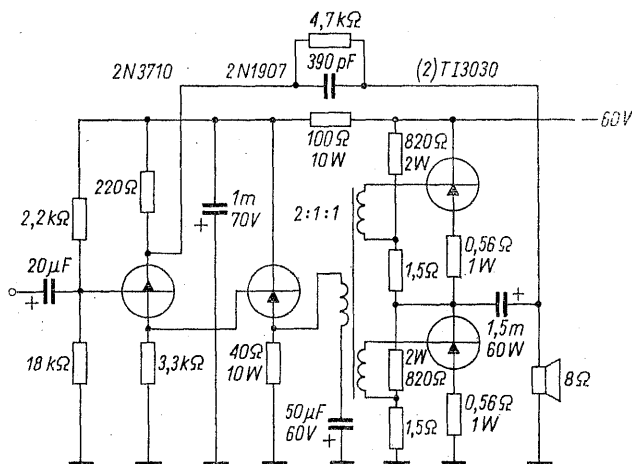 4,7kΩ
390pF
2N3710
2N1907
(2)TI3030
—60V
100Ω
10W
820Ω
2W
220Ω
1m
70V
+
2:1:1
2,2kΩ
0,56Ω
1W
20µF
+
1,5Ω
+
1,5m
60W
18kΩ
3,3kΩ
40Ω
10W
2W
820Ω
8Ω
50µF
60V
+
1,5Ω
0,56Ω
1W